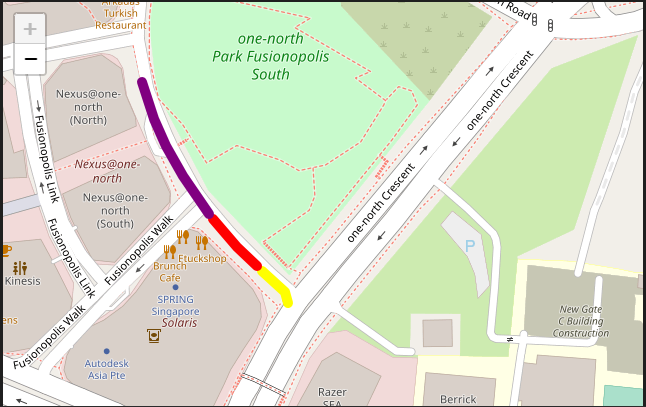 +
−
Arkadas
Turkish
Restaurant
one-north
Park Fusionopolis
South
Road
one-north Crescent
Nexus@one-
north
(North)
Fusionopolis Link
Nexus@one-
north
Nexus@one-
north
(South)
one-north Crescent
Fusionopolis Link
Fusionopolis Walk
P
Brunch
Cafe
Etuckshop
Kinesis
SPRING
Singapore
Solaris
ens
Fusionopolis Walk
Autodesk
Asia Pte
New Gate
C Building
Construction
Razer
SEA
Berrick